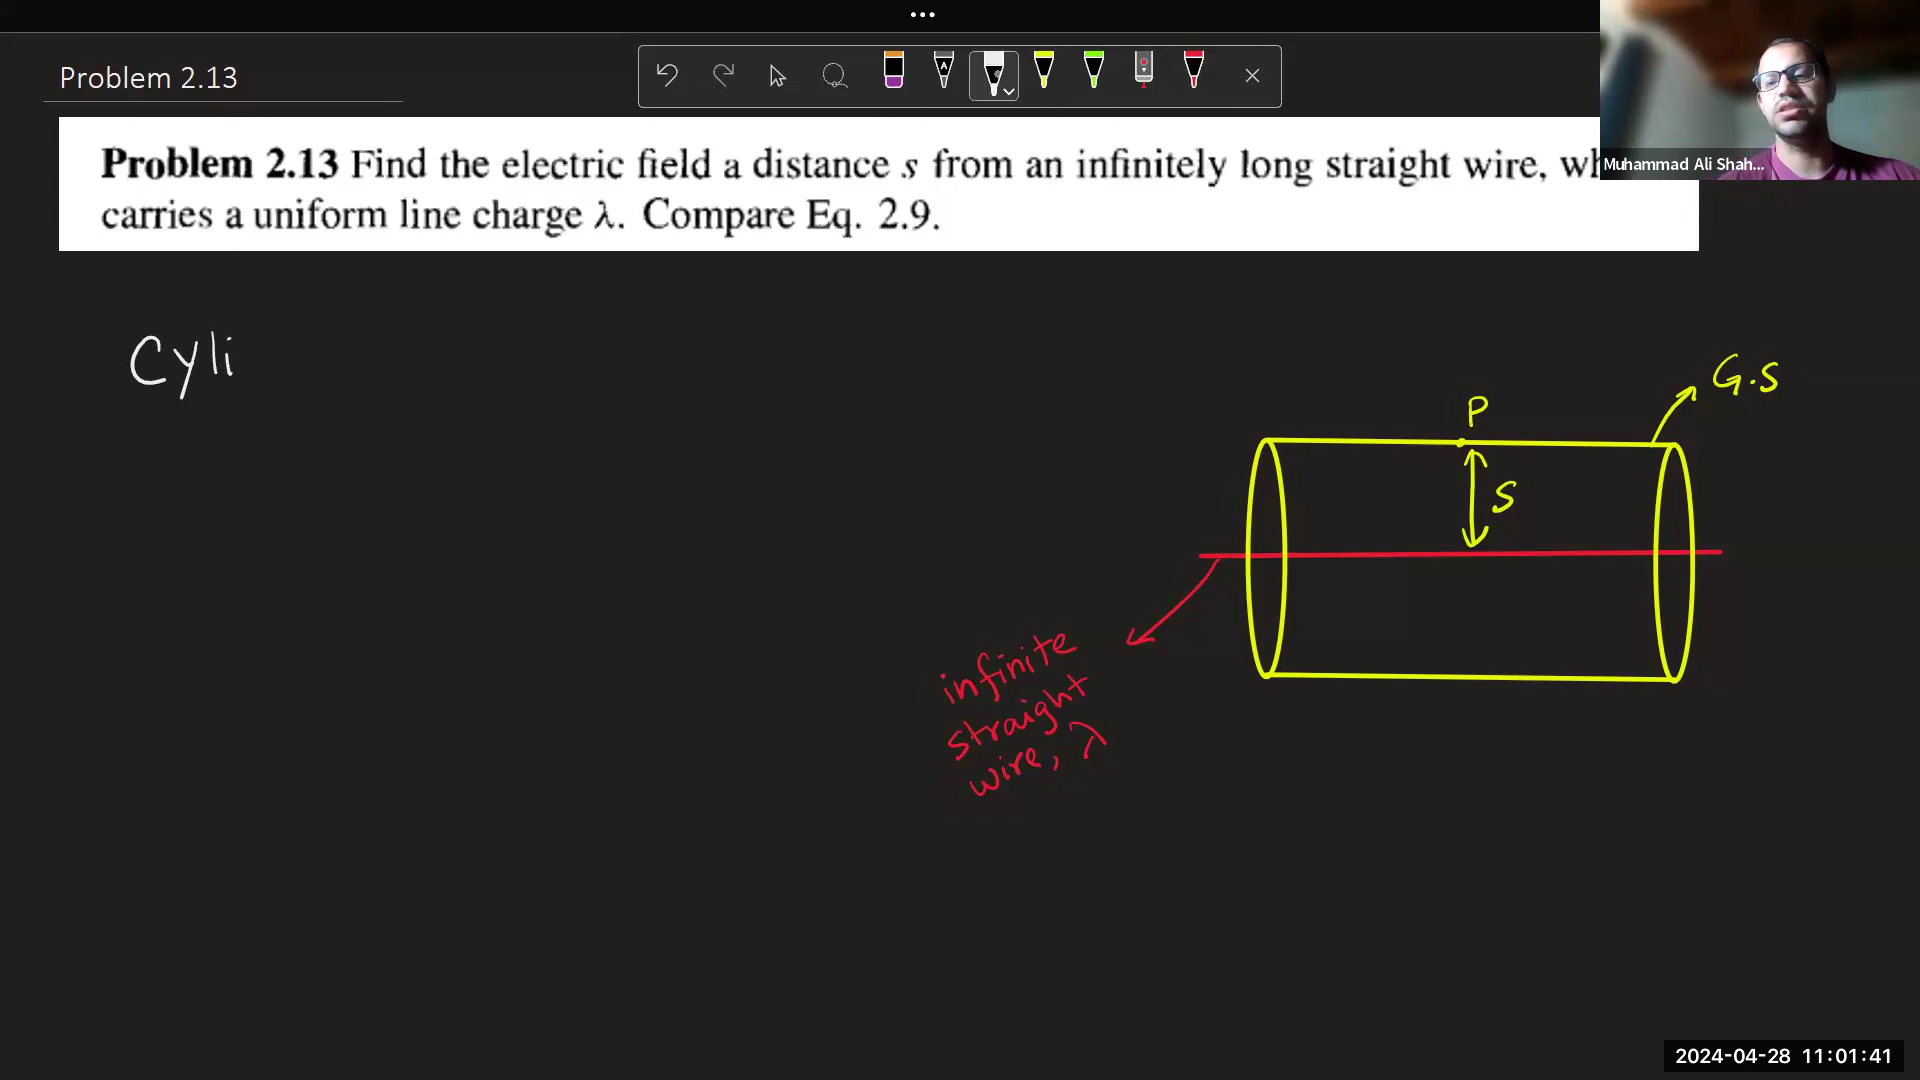 Problem 2.13
A
Muhammad Ali Shah...
Problem 2.13 Find the electric field a distance s from an infinitely long straight wire, wh
carries a uniform line charge λ. Compare Eq. 2.9.
Cyli
G.S
P
S
infinite
straight
wire, λ
2024-04-28 11:01:41